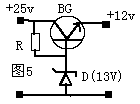 +25v BG +12v
R
图5
D(13V)